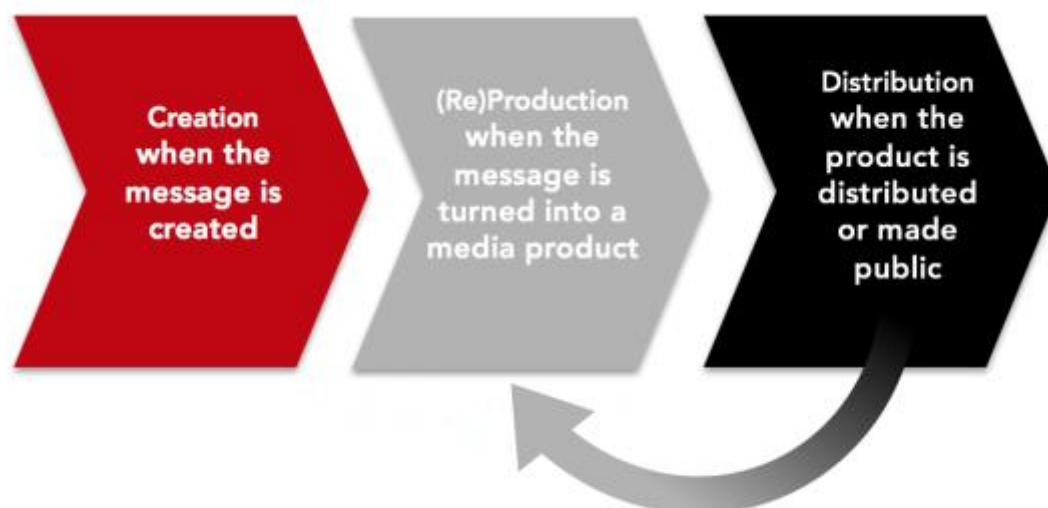 Creation
when the
message is
created
(Re)Production
when the
message is
turned into a
media product
Distribution
when the
product is
distributed
or made
public